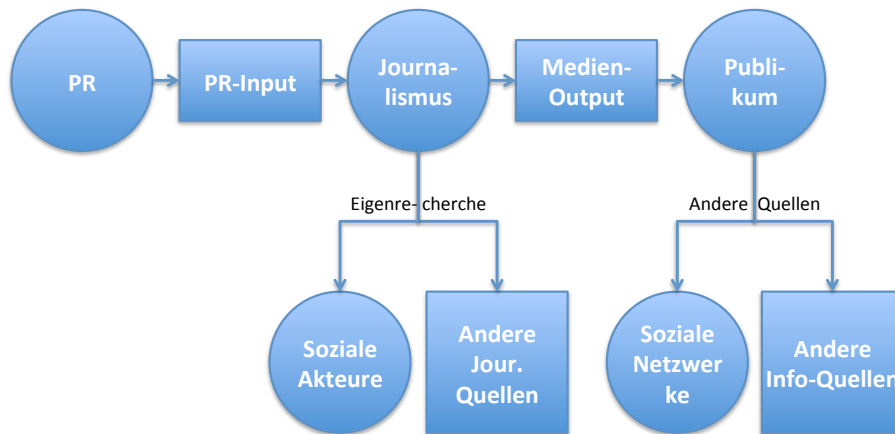 PR
PR-Input
Journa-
lismus
Medien-
Output
Publi-
kum
Eigenre- cherche
Andere Quellen
Soziale
Akteure
Andere
Jour.
Quellen
Soziale
Netzwer
ke
Andere
Info-Quellen